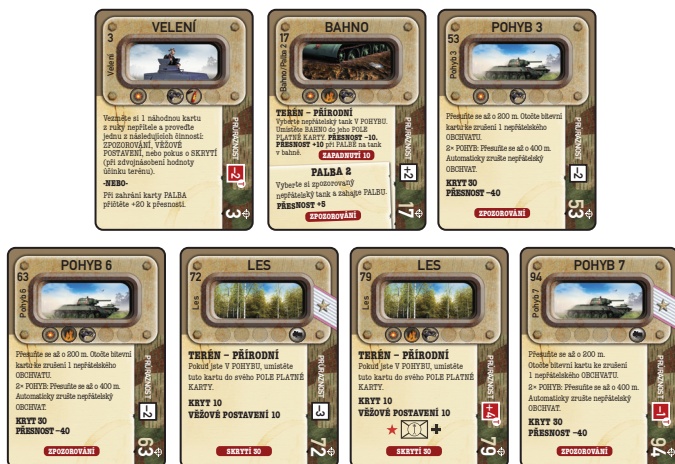 VELENÍ
3
Velení
Vezměte si 1 náhodnou kartu
z ruky nepřítele a proveďte
jednu z následujících činností:
ZPOZOROVÁNÍ, VĚŽOVÉ
POSTAVENÍ, nebo pokus o SKRYTÍ
(při zdvojnásobení hodnoty
účinku terénu).
-NEBO-
Při zahrání karty PALBA
přičtěte +20 k přesnosti.
PRŮRAZNOST
-2
3
BAHNO
17
Bahno/Palba 2
TERÉN – PŘÍRODNÍ
Vyberte nepřátelský tank V POHYBU.
Umístěte BAHNO do jeho POLE
PLATNÉ KARTY. PŘESNOST –10.
PŘESNOST +10 při PALBĚ na tank
v bahně.
ZAPADNUTÍ 10
PALBA 2
Vyberte si zpozorovaný
nepřátelský tank a zahajte PALBU.
PŘESNOST +5
ZPOZOROVÁNÍ
PRŮRAZNOST
+2
17
POHYB 3
53
Pohyb 3
Přesuňte se až o 200 m. Otočte bitevní
kartu ke zrušení 1 nepřátelského
OBCHVATU.
2× POHYB: Přesuňte se až o 400 m.
Automaticky zrušte nepřátelský
OBCHVAT.
KRYT 30
PŘESNOST –40
ZPOZOROVÁNÍ
PRŮRAZNOST
-2
53
POHYB 6
63
Pohyb 6
Přesuňte se až o 200 m. Otočte bitevní
kartu ke zrušení 1 nepřátelského
OBCHVATU.
2× POHYB: Přesuňte se až o 400 m.
Automaticky zrušte nepřátelský
OBCHVAT.
KRYT 30
PŘESNOST –40
ZPOZOROVÁNÍ
PRŮRAZNOST
-2
63
LES
72
Les
TERÉN – PŘÍRODNÍ
Pokud jste V POHYBU, umístěte
tuto kartu do svého POLE PLATNÉ
KARTY.
KRYT 10
VĚŽOVÉ POSTAVENÍ 10
SKRYTÍ 30
PRŮRAZNOST
-3
72
LES
79
Les
TERÉN – PŘÍRODNÍ
Pokud jste V POHYBU, umístěte
tuto kartu do svého POLE PLATNÉ
KARTY.
KRYT 10
VĚŽOVÉ POSTAVENÍ 10
SKRYTÍ 30
PRŮRAZNOST
+4
79
POHYB 7
94
Pohyb 7
Přesuňte se až o 200 m.
Otočte bitevní kartu ke zrušení
1 nepřátelského OBCHVATU.
2× POHYB: Přesuňte se až o 400 m.
Automaticky zrušte nepřátelský
OBCHVAT.
KRYT 30
PŘESNOST –40
ZPOZOROVÁNÍ
PRŮRAZNOST
-1
94